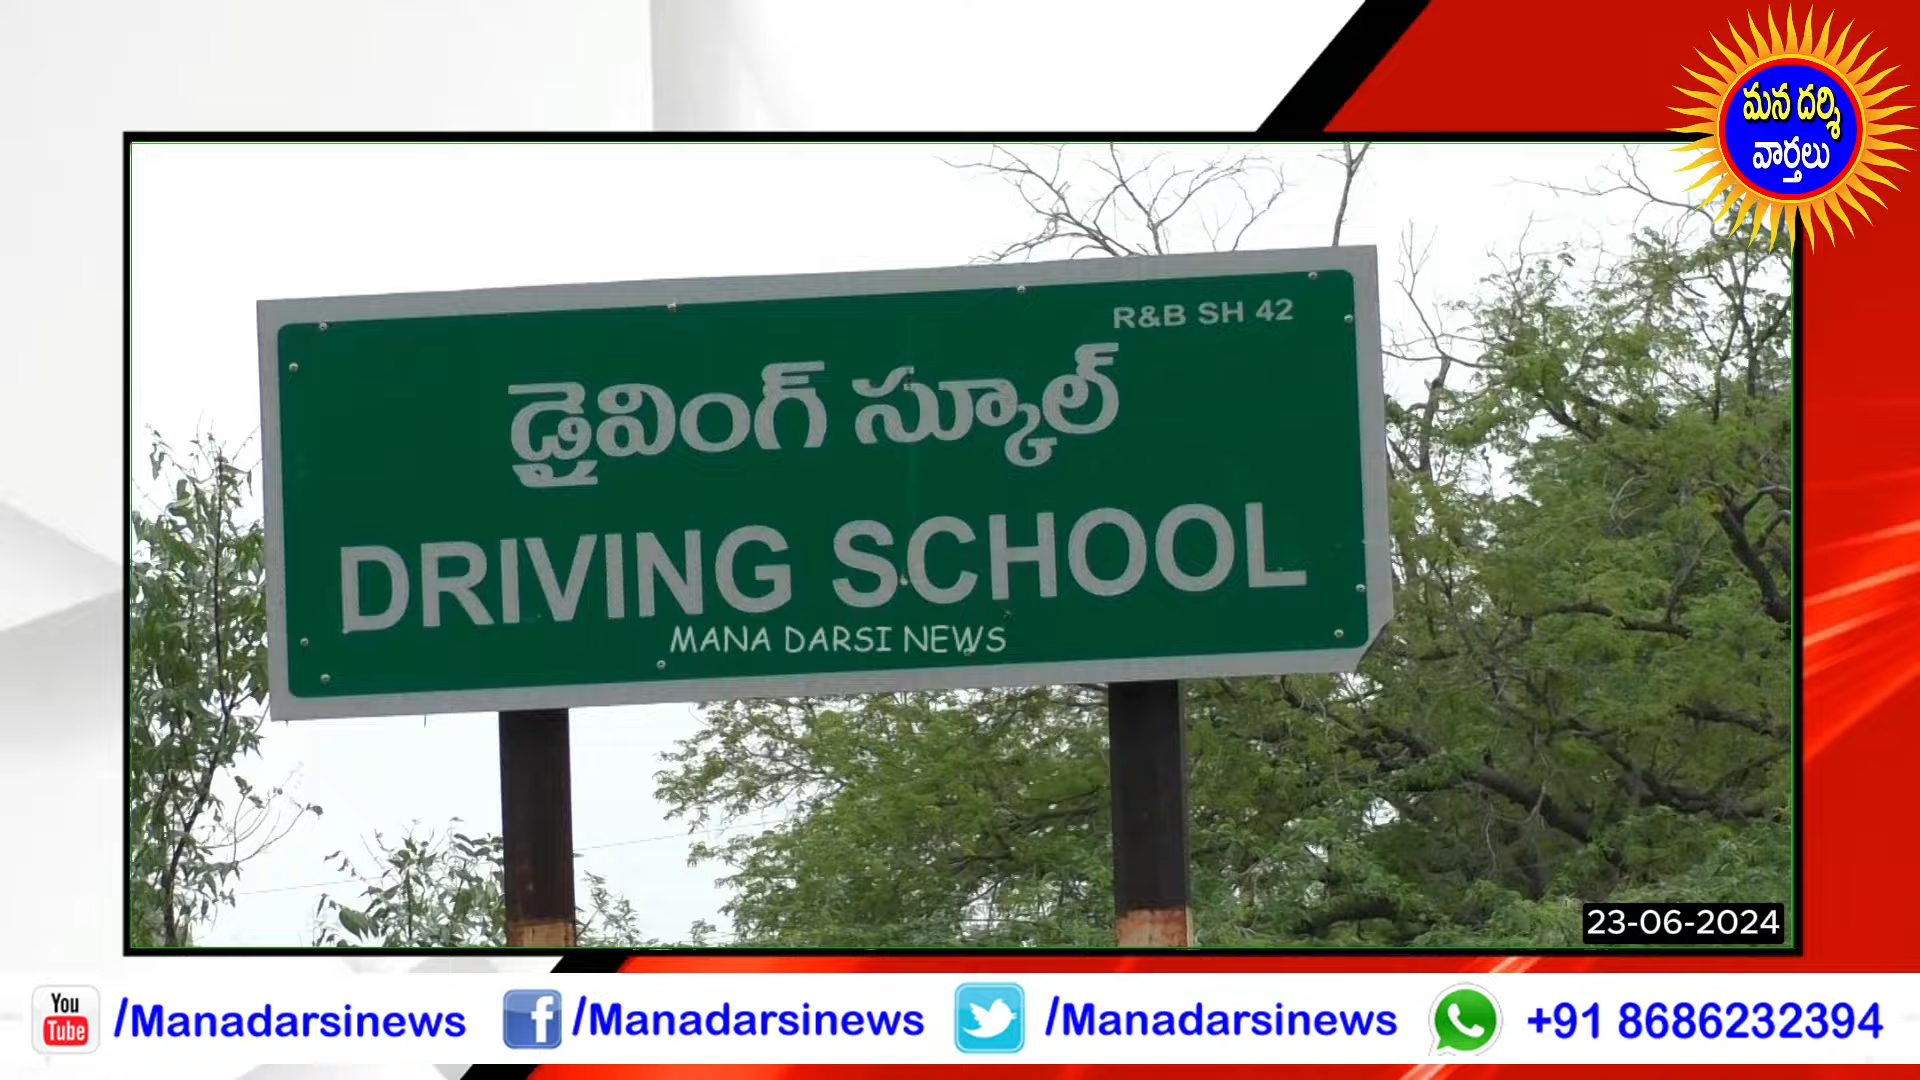 మన దర్శి
వార్తలు
R&B SH 42
డ్రైవింగ్ స్కూల్
DRIVING SCHOOL
MANA DARSI NEWS
23-06-2024
You
Tube
/Manadarsinews
f
/Manadarsinews
/Manadarsinews
+91 8686232394